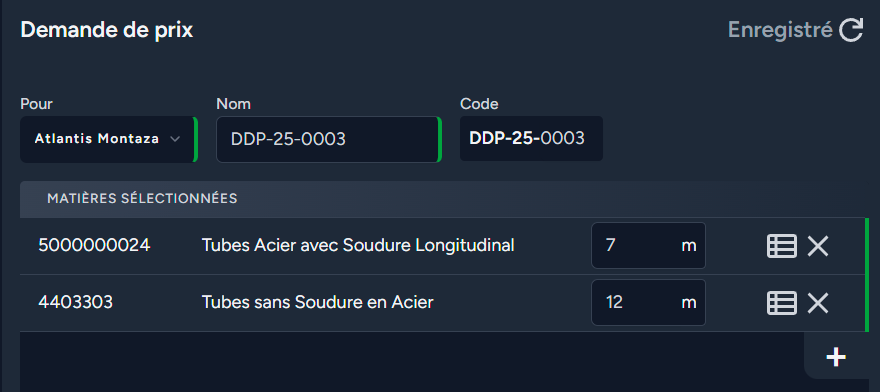 Demande de prix
Enregistré
Pour
Nom
Code
Atlantis Montaza
DDP-25-0003
DDP-25-0003
MATIÈRES SÉLECTIONNÉES
5000000024 Tubes Acier avec Soudure Longitudinal 7 m
4403303 Tubes sans Soudure en Acier 12 m